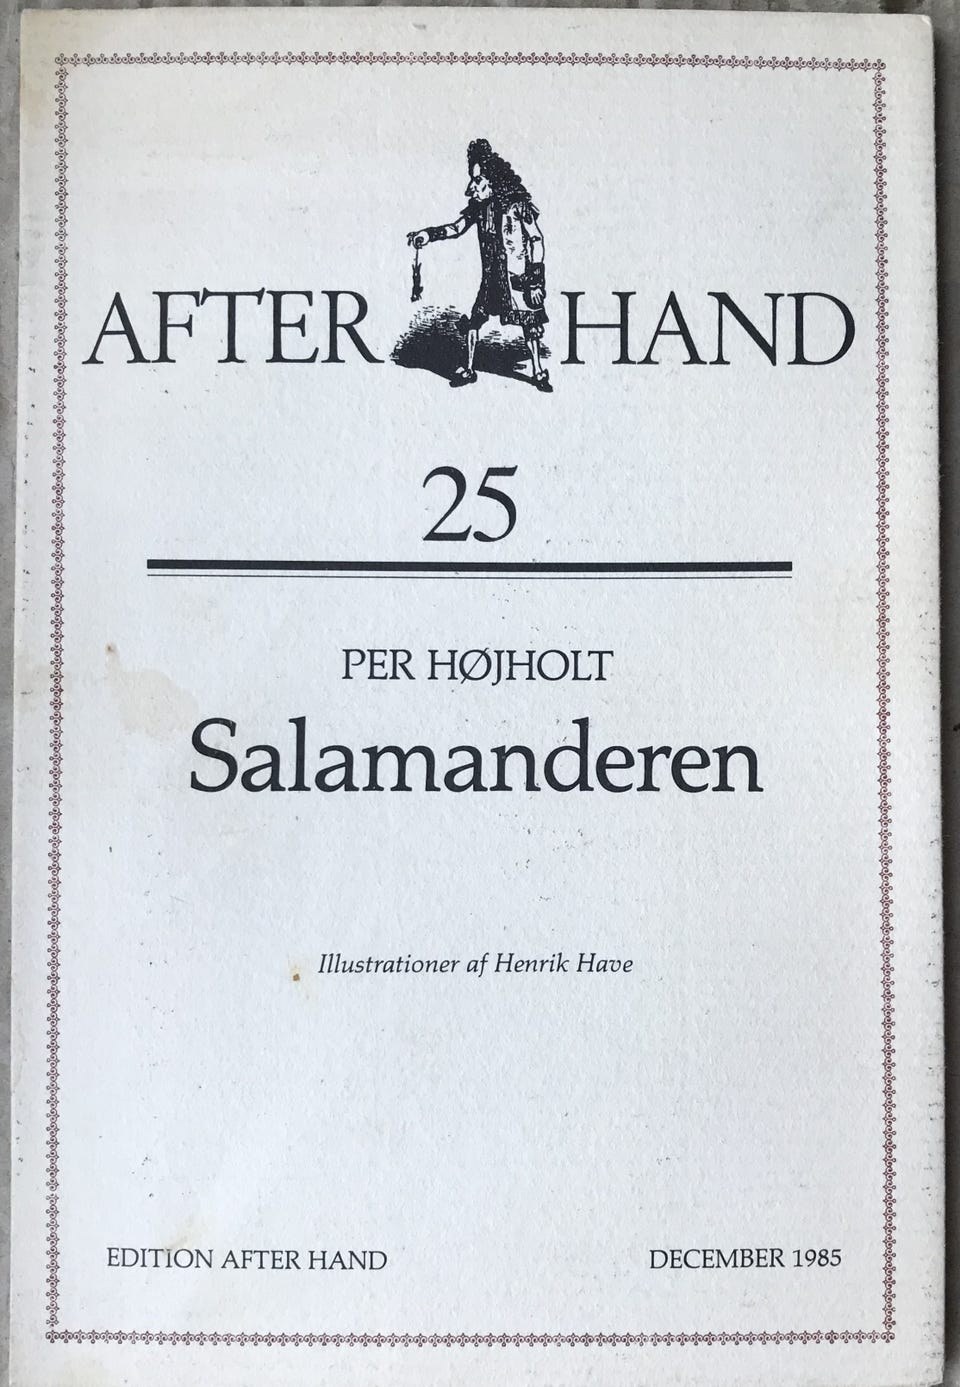 AFTER HAND
25
PER HØJHOLT
Salamanderen
Illustrationer af Henrik Have
EDITION AFTER HAND DECEMBER 1985